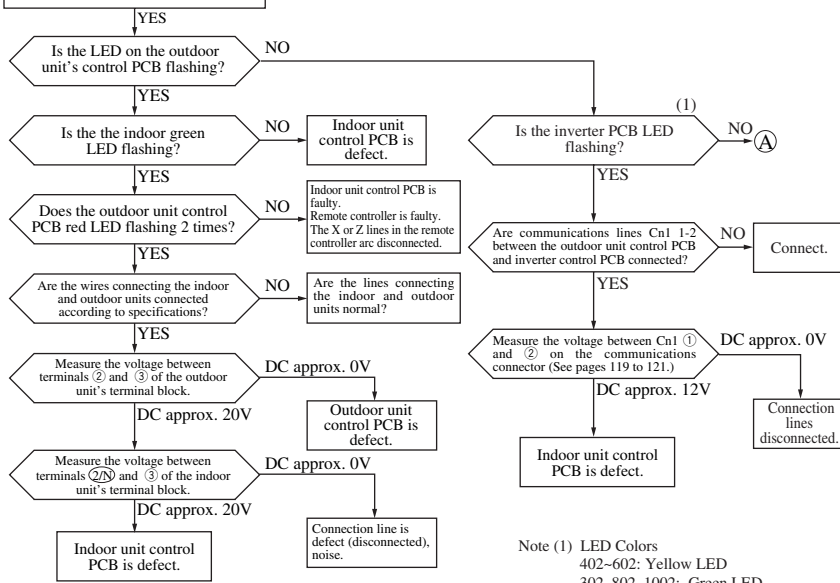 YES
Is the LED on the outdoor
unit's control PCB flashing?
NO
YES
Is the the indoor green
LED flashing?
NO
Indoor unit
control PCB is
defect.
YES
Does the outdoor unit control
PCB red LED flashing 2 times?
NO
Indoor unit control PCB is
faulty.
Remote controller is faulty.
The X or Z lines in the remote
controller arc disconnected.
YES
Are the wires connecting the indoor
and outdoor units connected
according to specifications?
NO
Are the lines connecting
the indoor and outdoor
units normal?
YES
Measure the voltage between
terminals ② and ③ of the outdoor
unit's terminal block.
DC approx. 0V
Outdoor unit
control PCB is
defect.
DC approx. 20V
Measure the voltage between
terminals 2/N and ③ of the indoor
unit's terminal block.
DC approx. 0V
Connection line is
defect (disconnected),
noise.
DC approx. 20V
Indoor unit control
PCB is defect.
(1)
Is the inverter PCB LED
flashing?
NO
Ⓐ
YES
Are communications lines Cn1 1-2
between the outdoor unit control PCB
and inverter control PCB connected?
NO
Connect.
YES
Measure the voltage between Cn1 ①
and ② on the communications
connector (See pages 119 to 121.)
DC approx. 0V
Connection
lines
disconnected.
DC approx. 12V
Indoor unit control
PCB is defect.
Note (1) LED Colors
402~602: Yellow LED
302, 802, 1002: Green LED